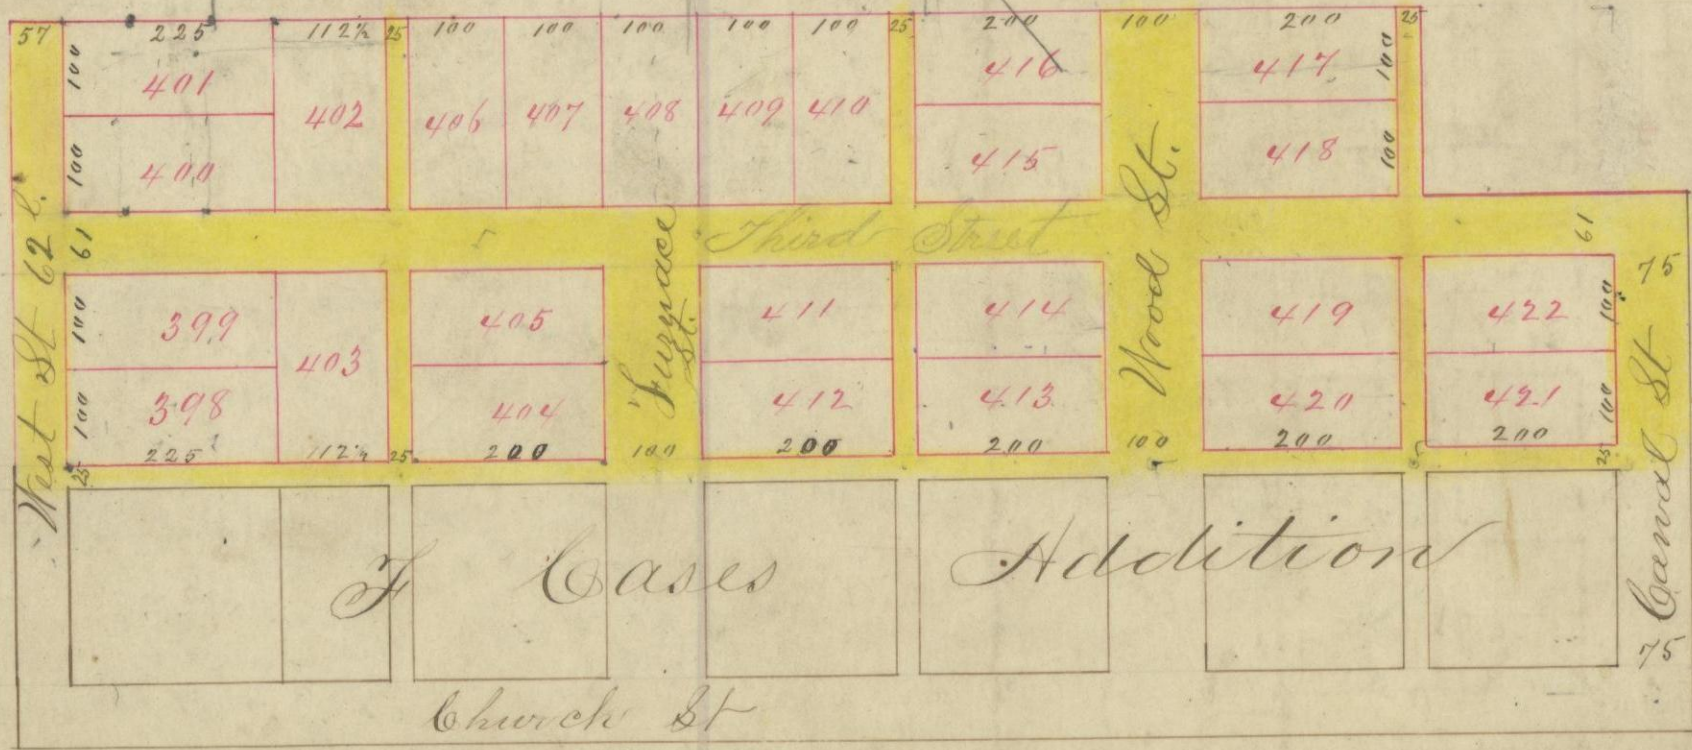 57 225 112½ 25 100 100 100 100 100 25 200 100 200 25
100 401 402 406 407 408 409 410 416 417 100
100 400 415 418 100
West St 62 l.
61 Third Street 61
Furnace St.
Wood St.
75 Canal St 75
100 399 403 405 411 414 419 422 100
100 398 404 412 413 420 421 100
225 112½ 25 200 100 200 200 100 200 200
25 25
F Cases Addition
Church St